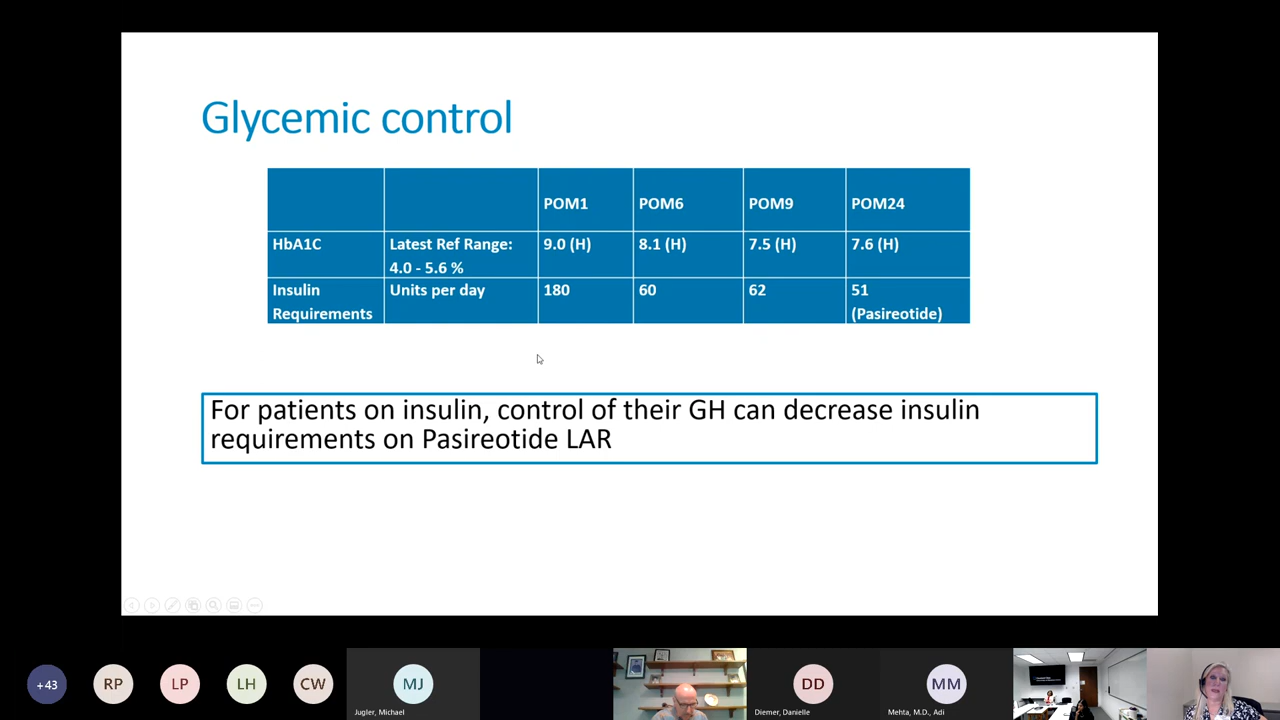 Glycemic control
POM1 POM6 POM9 POM24
HbA1C Latest Ref Range: 9.0 (H) 8.1 (H) 7.5 (H) 7.6 (H)
4.0 - 5.6 %
Insulin Units per day 180 60 62 51
Requirements (Pasireotide)
For patients on insulin, control of their GH can decrease insulin
requirements on Pasireotide LAR
+43 RP LP LH CW MJ DD MM
Jugler, Michael Diemer, Danielle Mehta, M.D., Adi